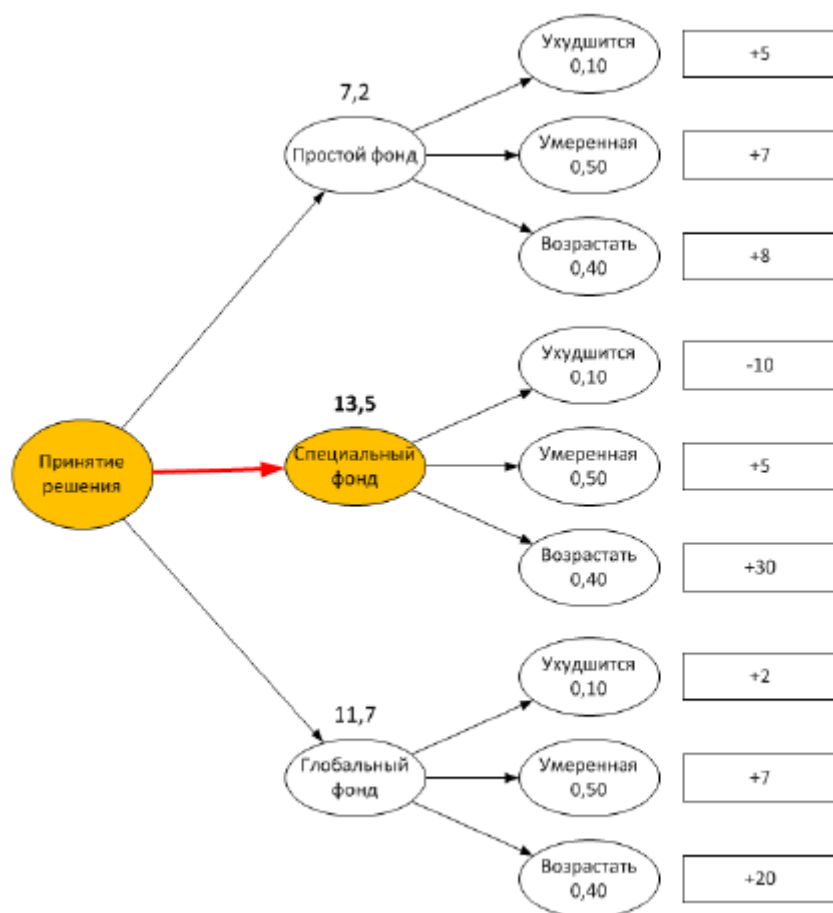 Ухудшится
0,10
+5
7,2
Простой фонд
Умеренная
0,50
+7
Возрастать
0,40
+8
Ухудшится
0,10
-10
13,5
Принятие
решения
Специальный
фонд
Умеренная
0,50
+5
Возрастать
0,40
+30
Ухудшится
0,10
+2
11,7
Глобальный
фонд
Умеренная
0,50
+7
Возрастать
0,40
+20